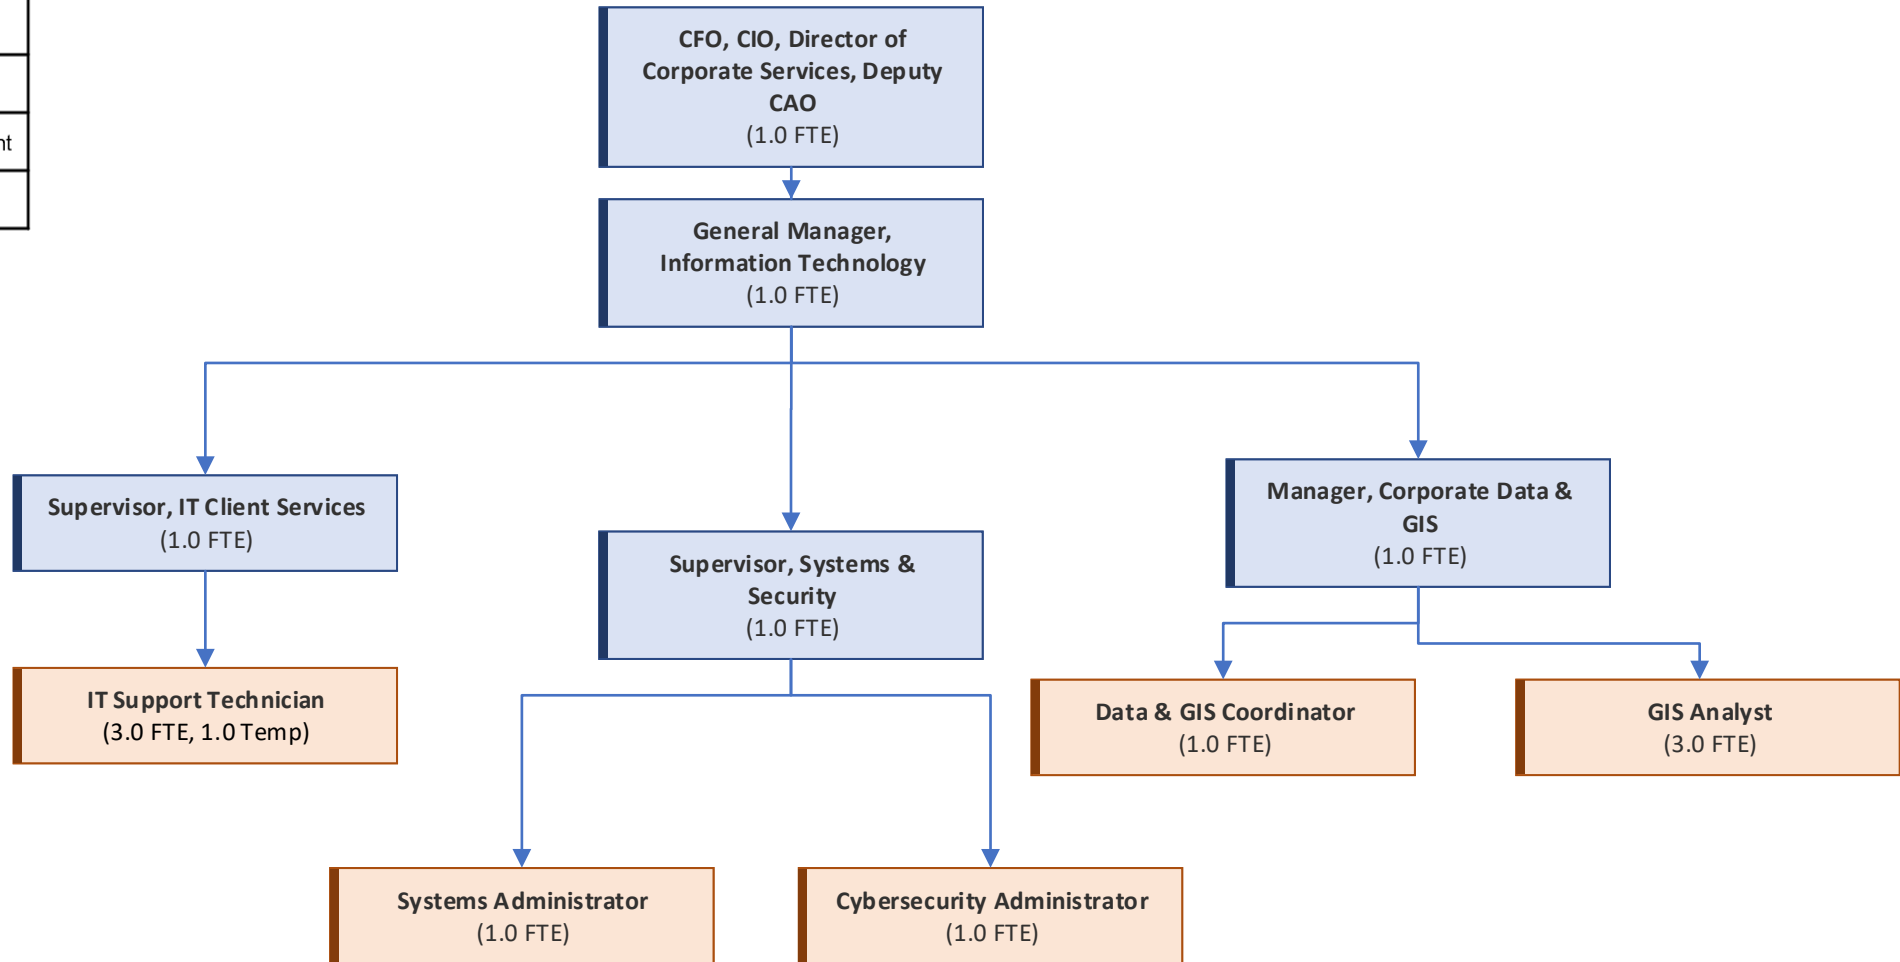 CFO, CIO, Director of
Corporate Services, Deputy
CAO
(1.0 FTE)
General Manager,
Information Technology
(1.0 FTE)
Supervisor, IT Client Services
(1.0 FTE)
Supervisor, Systems &
Security
(1.0 FTE)
Manager, Corporate Data &
GIS
(1.0 FTE)
IT Support Technician
(3.0 FTE, 1.0 Temp)
Data & GIS Coordinator
(1.0 FTE)
GIS Analyst
(3.0 FTE)
Systems Administrator
(1.0 FTE)
Cybersecurity Administrator
(1.0 FTE)